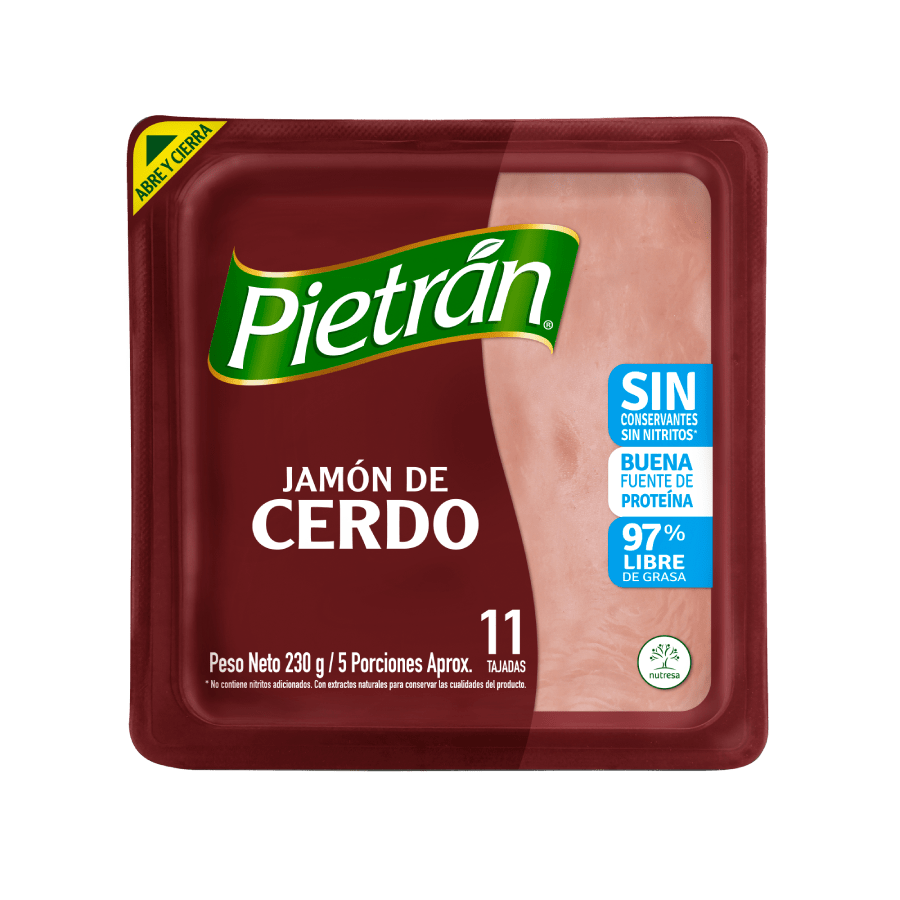 ABRE Y CIERRA
Pietrán®
SIN
CONSERVANTES
SIN NITRITOS*
BUENA
FUENTE DE
PROTEÍNA
97%
LIBRE
DE GRASA
JAMÓN DE
CERDO
11
TAJADAS
Peso Neto 230 g / 5 Porciones Aprox.
* No contiene nitritos adicionados. Con extractos naturales para conservar las cualidades del producto.
nutresa